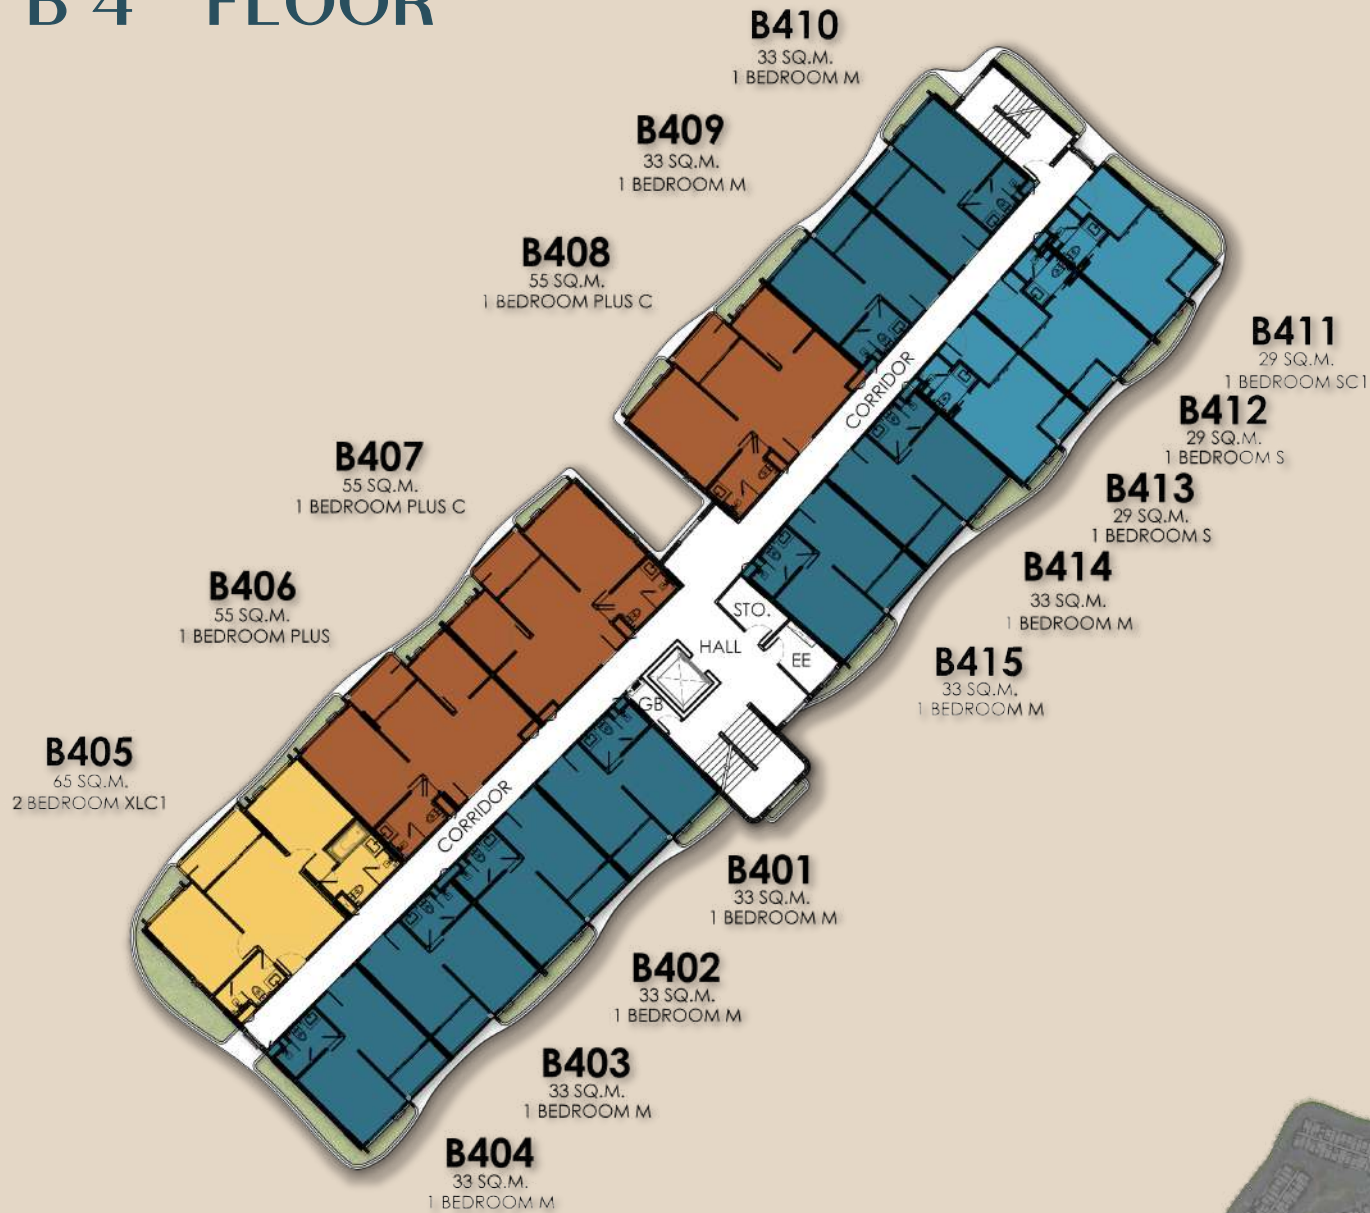 B 4 FLOOR
B410
33 SQ.M.
1 BEDROOM M
B409
33 SQ.M.
1 BEDROOM M
B408
55 SQ.M.
1 BEDROOM PLUS C
B407
55 SQ.M.
1 BEDROOM PLUS C
B406
55 SQ.M.
1 BEDROOM PLUS
B405
65 SQ.M.
2 BEDROOM XLC1
B411
29 SQ.M.
1 BEDROOM SC1
B412
29 SQ.M.
1 BEDROOM S
B413
29 SQ.M.
1 BEDROOM S
B414
33 SQ.M.
1 BEDROOM M
B415
33 SQ.M.
1 BEDROOM M
CORRIDOR
STO.
HALL
EE
GB
CORRIDOR
B401
33 SQ.M.
1 BEDROOM M
B402
33 SQ.M.
1 BEDROOM M
B403
33 SQ.M.
1 BEDROOM M
B404
33 SQ.M.
1 BEDROOM M